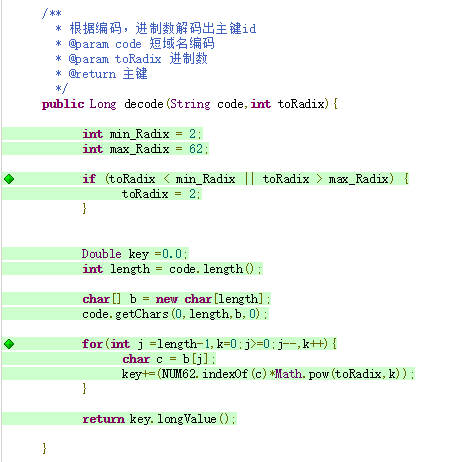 /**
 * 根据编码，进制数解码出主键id
 * @param code 短域名编码
 * @param toRadix 进制数
 * @return 主键
 */
public Long decode(String code,int toRadix){
int min_Radix = 2;
int max_Radix = 62;
if (toRadix < min_Radix || toRadix > max_Radix) {
toRadix = 2;
}
Double key =0.0;
int length = code.length();
char[] b = new char[length];
code.getChars(0,length,b,0);
for(int j =length-1,k=0;j>=0;j--,k++){
char c = b[j];
key+=(NUM62.indexOf(c)*Math.pow(toRadix,k));
}
return key.longValue();
}